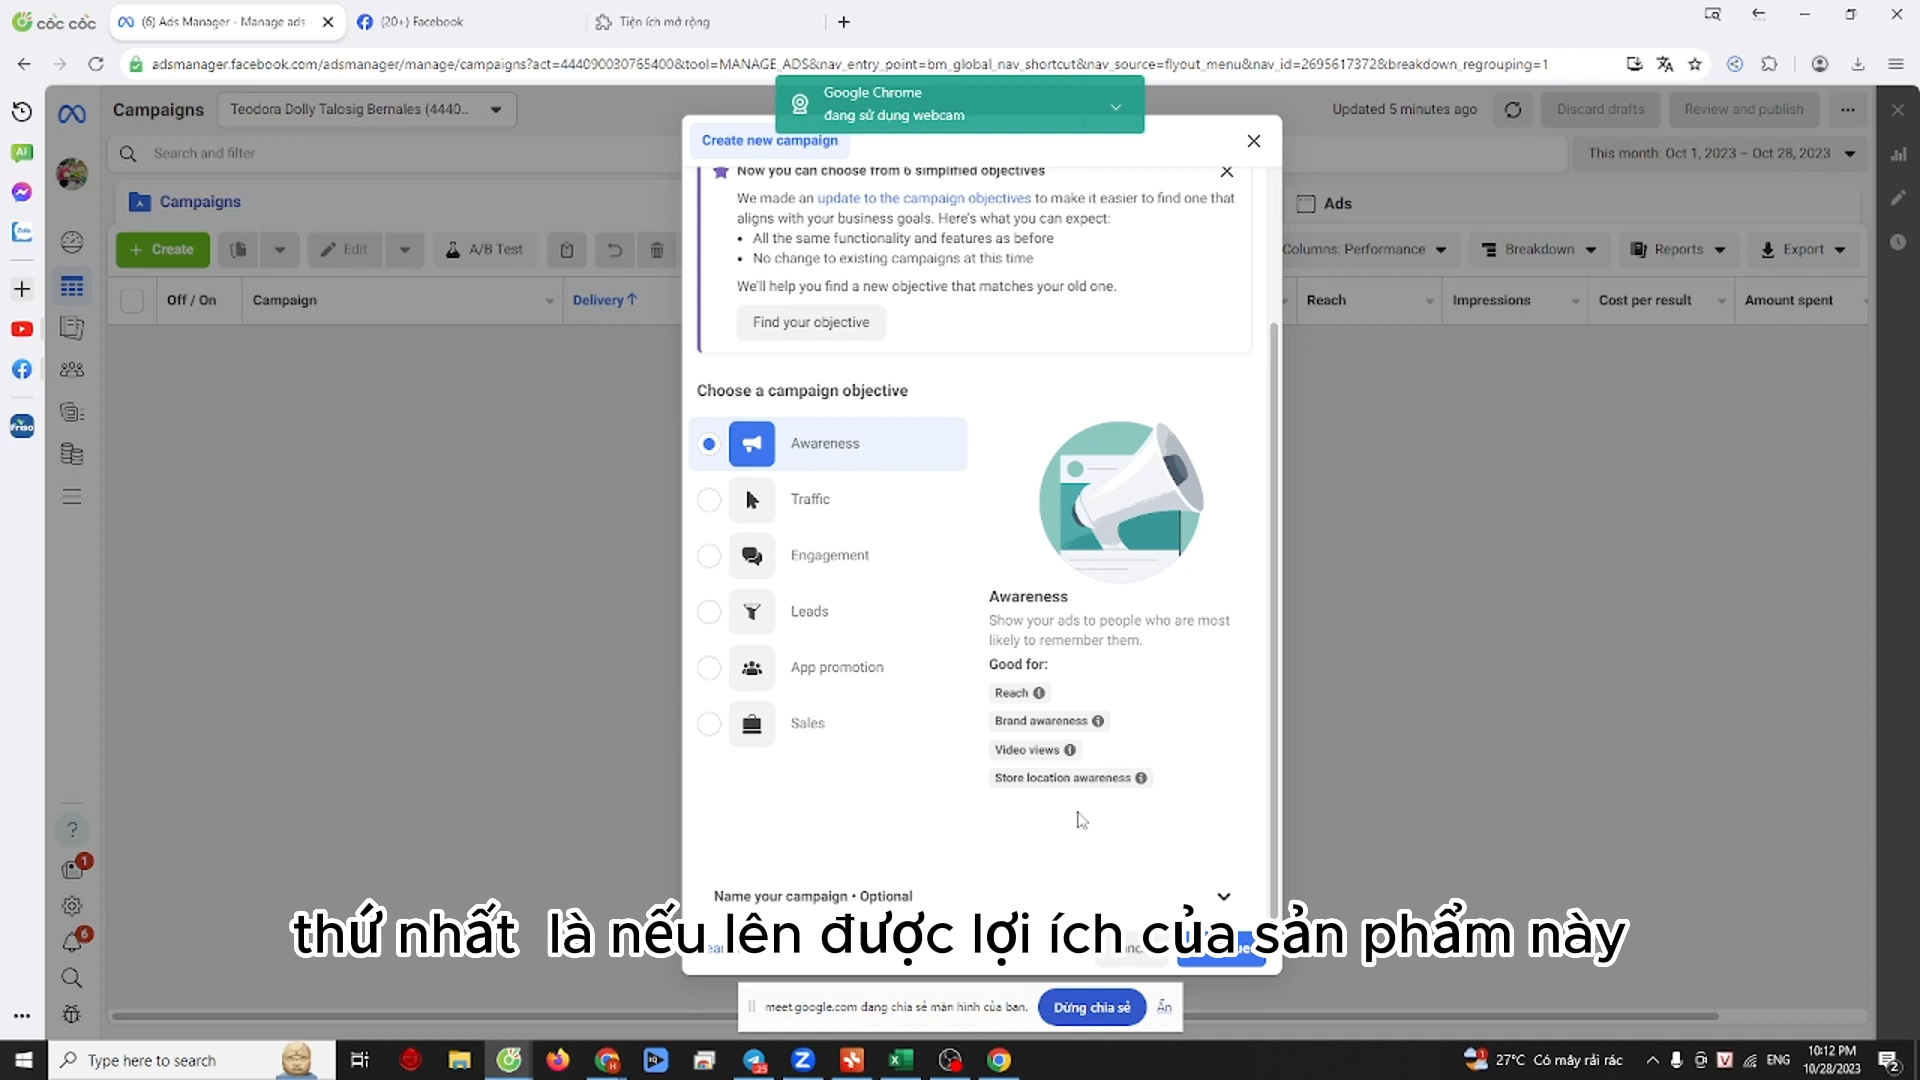 cốc cốc
(6) Ads Manager - Manage ads
(20+) Facebook
Tiện ích mở rộng
adsmanager.facebook.com/adsmanager/manage/campaigns?act=444090030765400&tool=MANAGE_ADS&nav_entry_point=bm_global_nav_shortcut&nav_source=flyout_menu&nav_id=2695617372&breakdown_regrouping=1
Google Chrome
đang sử dụng webcam
Campaigns
Teodora Dolly Talosig Bernales (4440...
Updated 5 minutes ago
Discard drafts
Review and publish
Search and filter
This month: Oct 1, 2023 – Oct 28, 2023
Campaigns
Ads
+ Create
Edit
A/B Test
Columns: Performance
Breakdown
Reports
Export
Off / On
Campaign
Delivery ↑
Reach
Impressions
Cost per result
Amount spent
AI
Zalo
Friso
1
6
Create new campaign
Now you can choose from 6 simplified objectives
We made an update to the campaign objectives to make it easier to find one that
aligns with your business goals. Here's what you can expect:
• All the same functionality and features as before
• No change to existing campaigns at this time
We'll help you find a new objective that matches your old one.
Find your objective
Choose a campaign objective
Awareness
Traffic
Engagement
Leads
App promotion
Sales
Awareness
Show your ads to people who are most
likely to remember them.
Good for:
Reach
Brand awareness
Video views
Store location awareness
Name your campaign • Optional
thứ nhất là nếu lên được lợi ích của sản phẩm này
meet.google.com đang chia sẻ màn hình của bạn.
Dừng chia sẻ
Ẩn
Type here to search
27°C Có mây rải rác
ENG
10:12 PM
10/28/2023
2